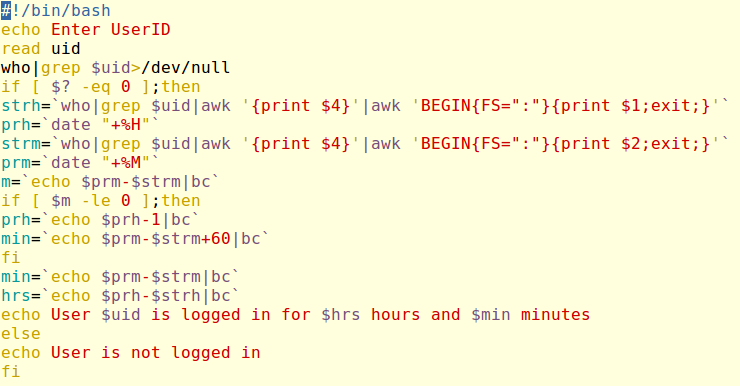 #!/bin/bash
echo Enter UserID
read uid
who|grep $uid>/dev/null
if [ $? -eq 0 ];then
strh=`who|grep $uid|awk '{print $4}'|awk 'BEGIN{FS=":"}{print $1;exit;}'`
prh=`date "+%H"`
strm=`who|grep $uid|awk '{print $4}'|awk 'BEGIN{FS=":"}{print $2;exit;}'`
prm=`date "+%M"`
m=`echo $prm-$strm|bc`
if [ $m -le 0 ];then
prh=`echo $prh-1|bc`
min=`echo $prm-$strm+60|bc`
fi
min=`echo $prm-$strm|bc`
hrs=`echo $prh-$strh|bc`
echo User $uid is logged in for $hrs hours and $min minutes
else
echo User is not logged in
fi